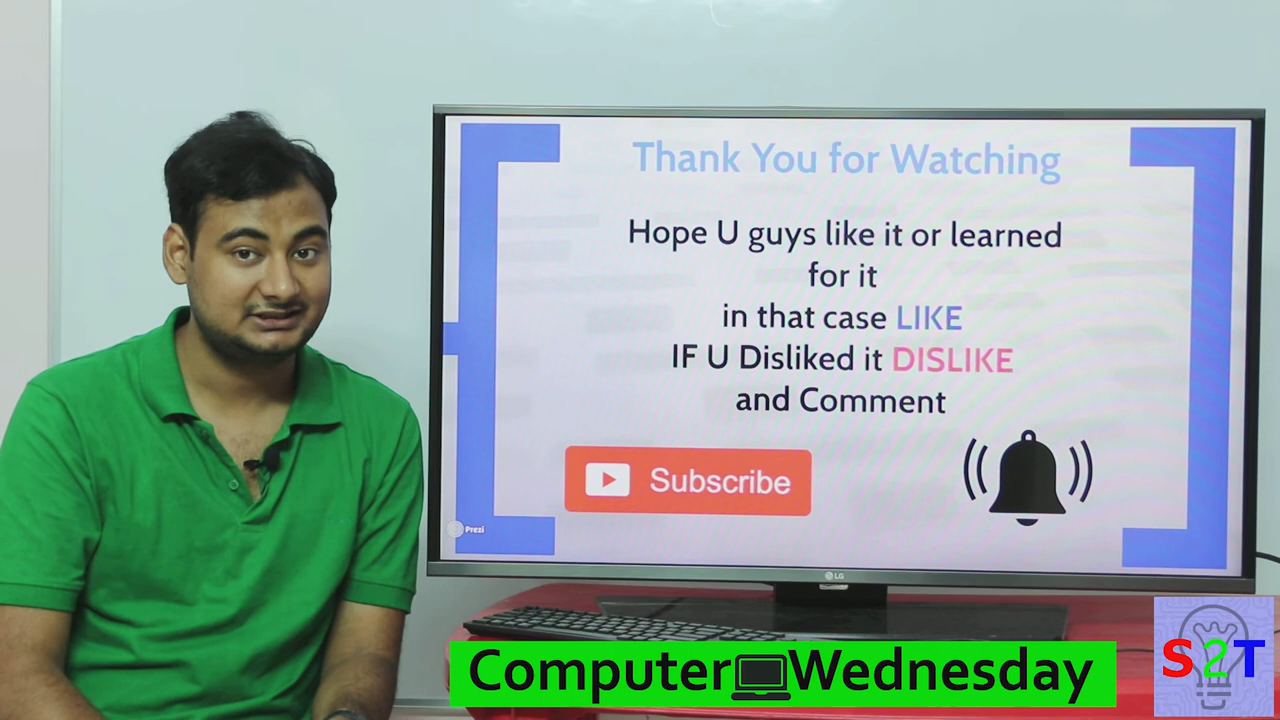 Thank You for Watching
Hope U guys like it or learned
for it
in that case LIKE
IF U Disliked it DISLIKE
and Comment
Subscribe
Prezi
LG
Computer Wednesday
S2T